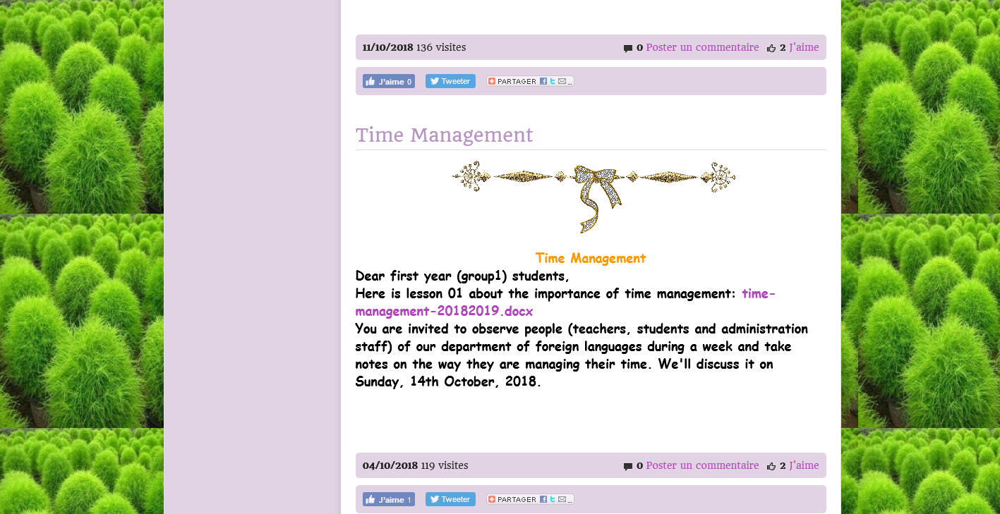 11/10/2018 136 visites 0 Poster un commentaire 2 J'aime
J'aime 0 Tweeter PARTAGER ...
Time Management
Time Management
Dear first year (group1) students,
Here is lesson 01 about the importance of time management: time-
management-20182019.docx
You are invited to observe people (teachers, students and administration
staff) of our department of foreign languages during a week and take
notes on the way they are managing their time. We'll discuss it on
Sunday, 14th October, 2018.
04/10/2018 119 visites 0 Poster un commentaire 2 J'aime
J'aime 1 Tweeter PARTAGER ...